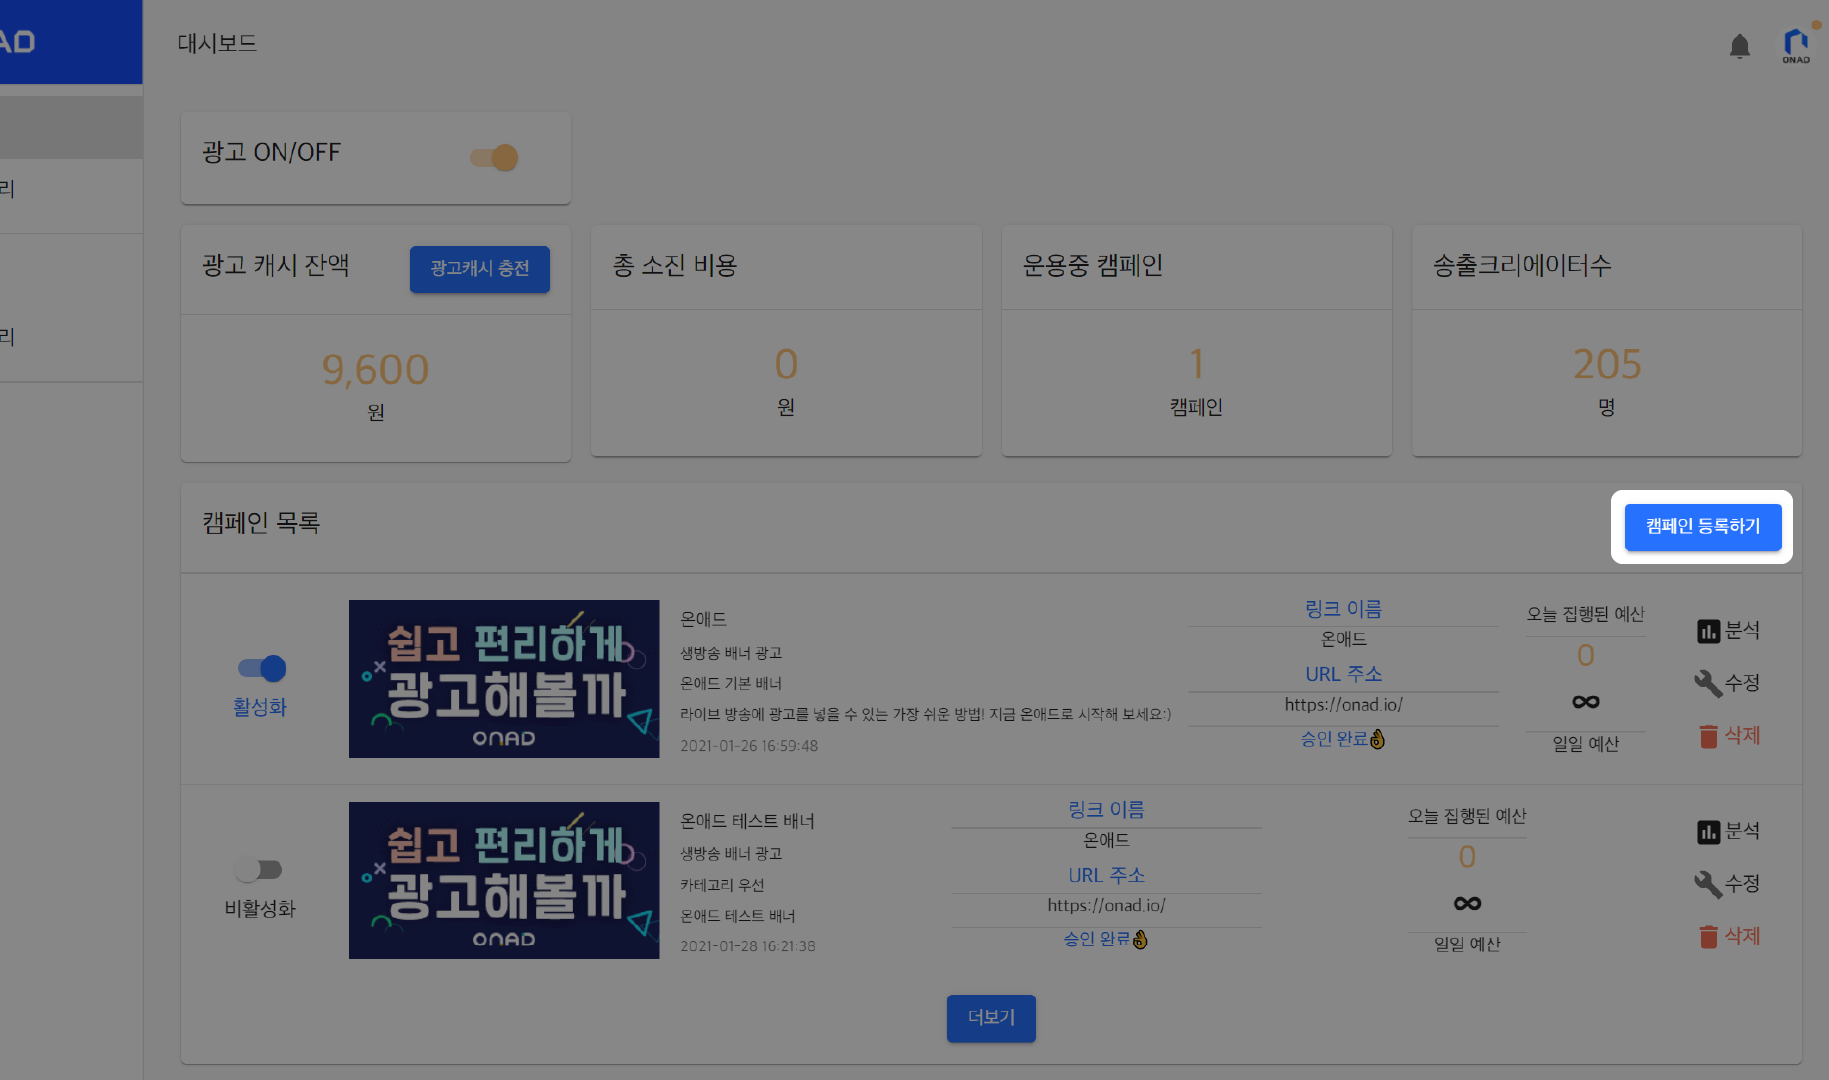 AD
대시보드
ONAD
리
리
광고 ON/OFF
광고 캐시 잔액
광고캐시 충전
9,600
원
총 소진 비용
0
원
운용중 캠페인
1
캠페인
송출크리에이터수
205
명
캠페인 목록
캠페인 등록하기
활성화
쉽고 편리하게
광고해볼까
ONAD
온애드
생방송 배너 광고
온애드 기본 배너
라이브 방송에 광고를 넣을 수 있는 가장 쉬운 방법! 지금 온애드로 시작해 보세요:)
2021-01-26 16:59:48
링크 이름
온애드
URL 주소
https://onad.io/
승인 완료👌
오늘 집행된 예산
0
∞
일일 예산
분석
수정
삭제
비활성화
쉽고 편리하게
광고해볼까
ONAD
온애드 테스트 배너
생방송 배너 광고
카테고리 우선
온애드 테스트 배너
2021-01-28 16:21:38
링크 이름
온애드
URL 주소
https://onad.io/
승인 완료👌
오늘 집행된 예산
0
∞
일일 예산
분석
수정
삭제
더보기